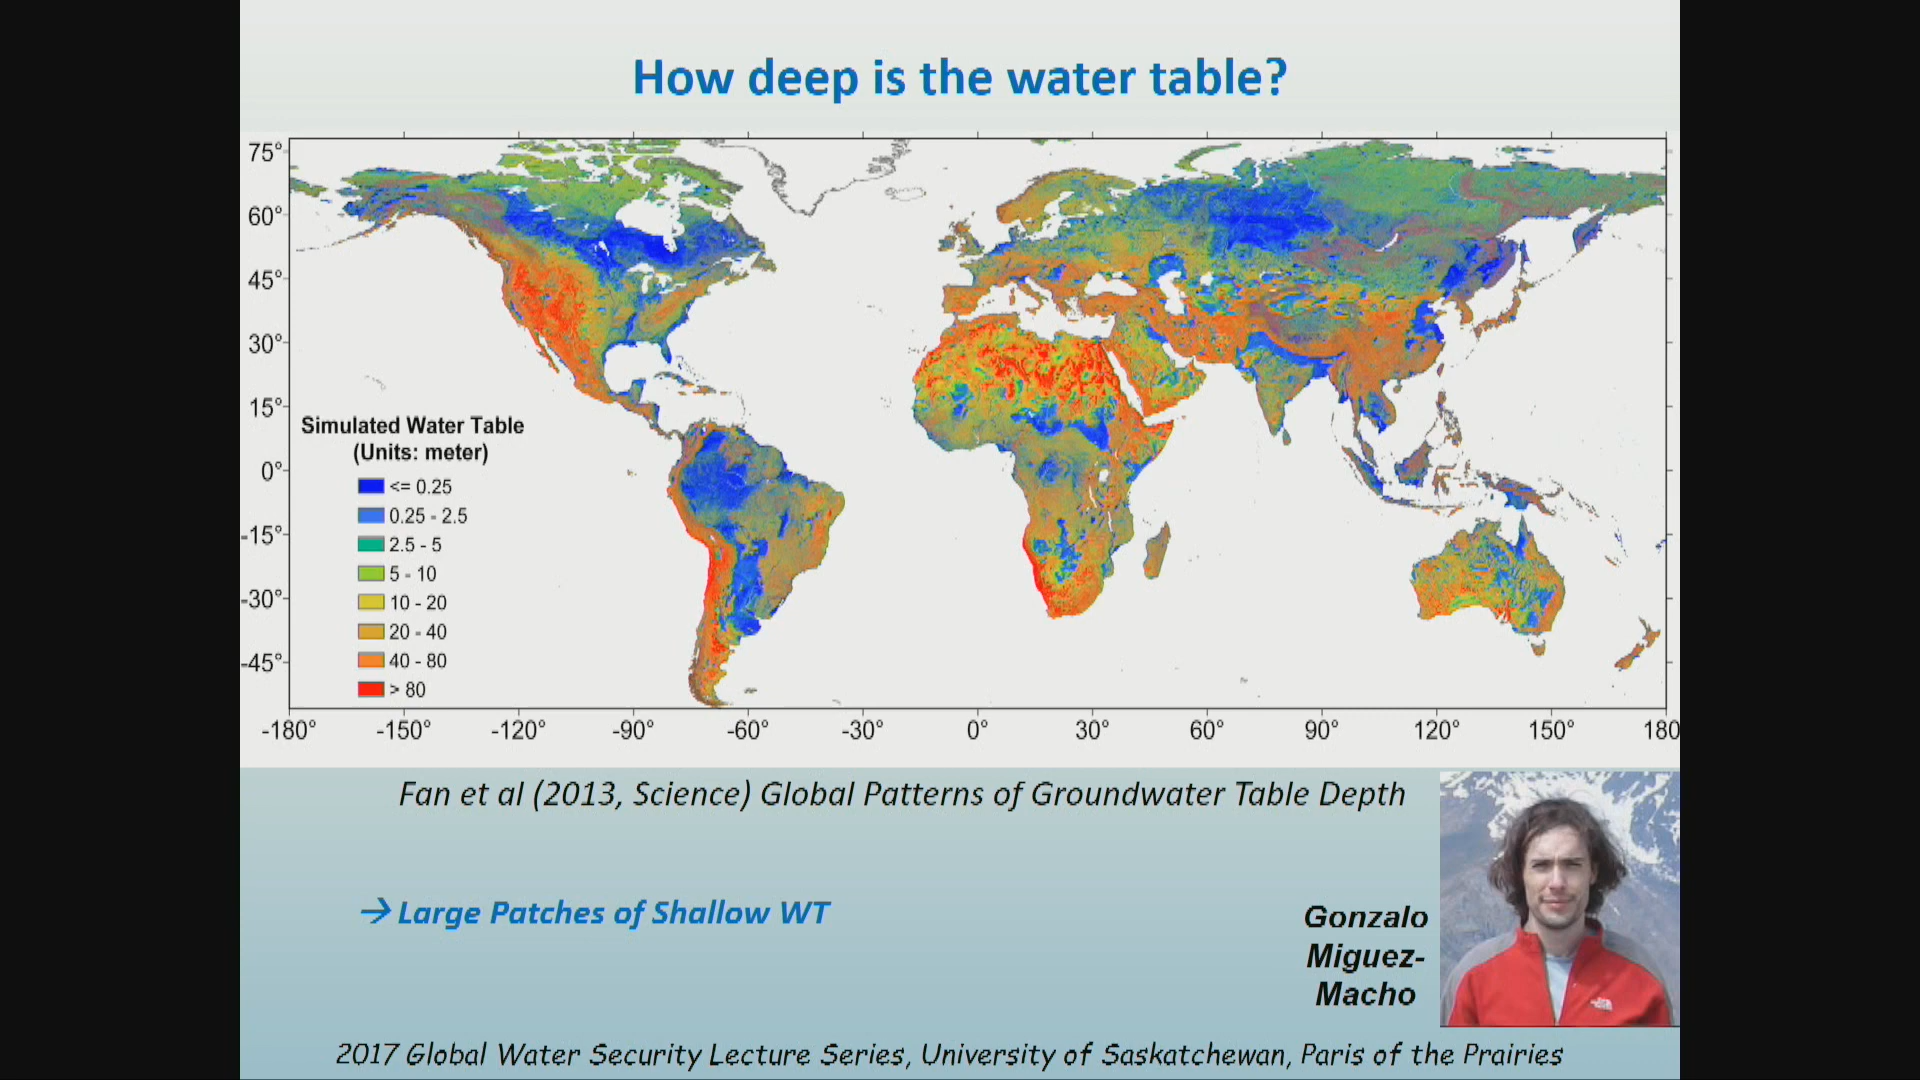 How deep is the water table?
75°
60°
45°
30°
15°
0°
-15°
-30°
-45°
Simulated Water Table
(Units: meter)
<= 0.25
0.25 - 2.5
2.5 - 5
5 - 10
10 - 20
20 - 40
40 - 80
> 80
-180° -150° -120° -90° -60° -30° 0° 30° 60° 90° 120° 150° 180
Fan et al (2013, Science) Global Patterns of Groundwater Table Depth
→ Large Patches of Shallow WT
Gonzalo
Miguez-
Macho
2017 Global Water Security Lecture Series, University of Saskatchewan, Paris of the Prairies